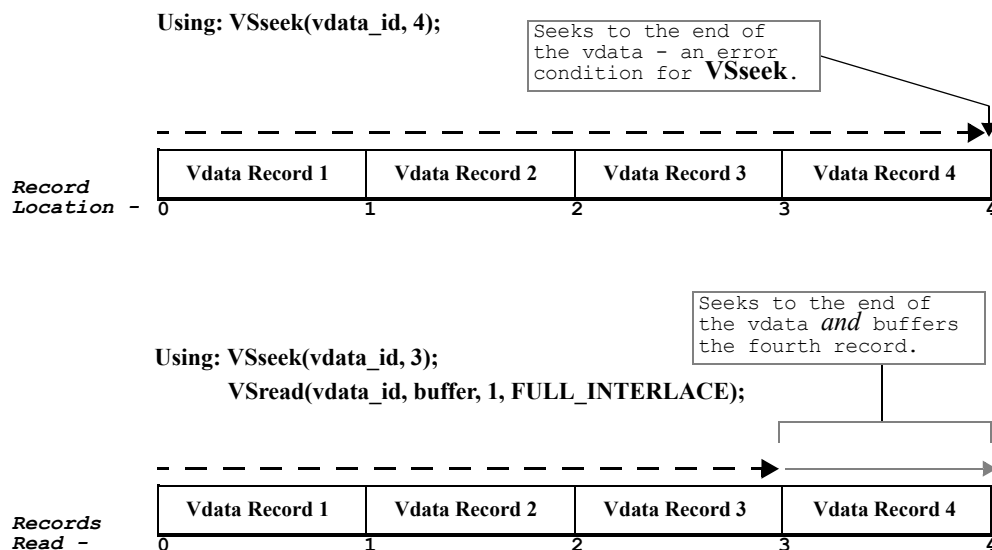 Using: VSseek(vdata_id, 4);
Seeks to the end of
the vdata - an error
condition for VSseek.
Vdata Record 1 Vdata Record 2 Vdata Record 3 Vdata Record 4
Record
Location - 0 1 2 3 4
Seeks to the end of
the vdata and buffers
the fourth record.
Using: VSseek(vdata_id, 3);
VSread(vdata_id, buffer, 1, FULL_INTERLACE);
Vdata Record 1 Vdata Record 2 Vdata Record 3 Vdata Record 4
Records
Read - 0 1 2 3 4